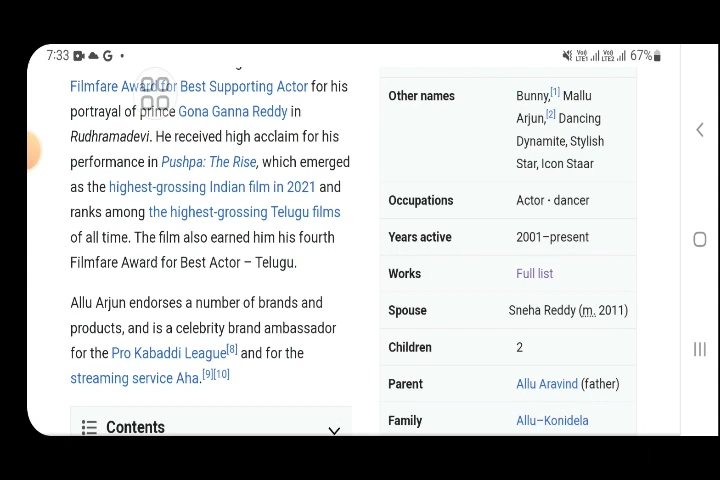 7:33 G •
Vo) LTE1 Vo) LTE2 67%
Filmfare Award for Best Supporting Actor for his
portrayal of prince Gona Ganna Reddy in
Rudhramadevi. He received high acclaim for his
performance in Pushpa: The Rise, which emerged
as the highest-grossing Indian film in 2021 and
ranks among the highest-grossing Telugu films
of all time. The film also earned him his fourth
Filmfare Award for Best Actor – Telugu.
Allu Arjun endorses a number of brands and
products, and is a celebrity brand ambassador
for the Pro Kabaddi League[8] and for the
streaming service Aha.[9][10]
Contents
Other names
Bunny,[1] Mallu
Arjun,[2] Dancing
Dynamite, Stylish
Star, Icon Staar
Occupations Actor · dancer
Years active 2001–present
Works Full list
Spouse Sneha Reddy (m. 2011)
Children 2
Parent Allu Aravind (father)
Family Allu–Konidela